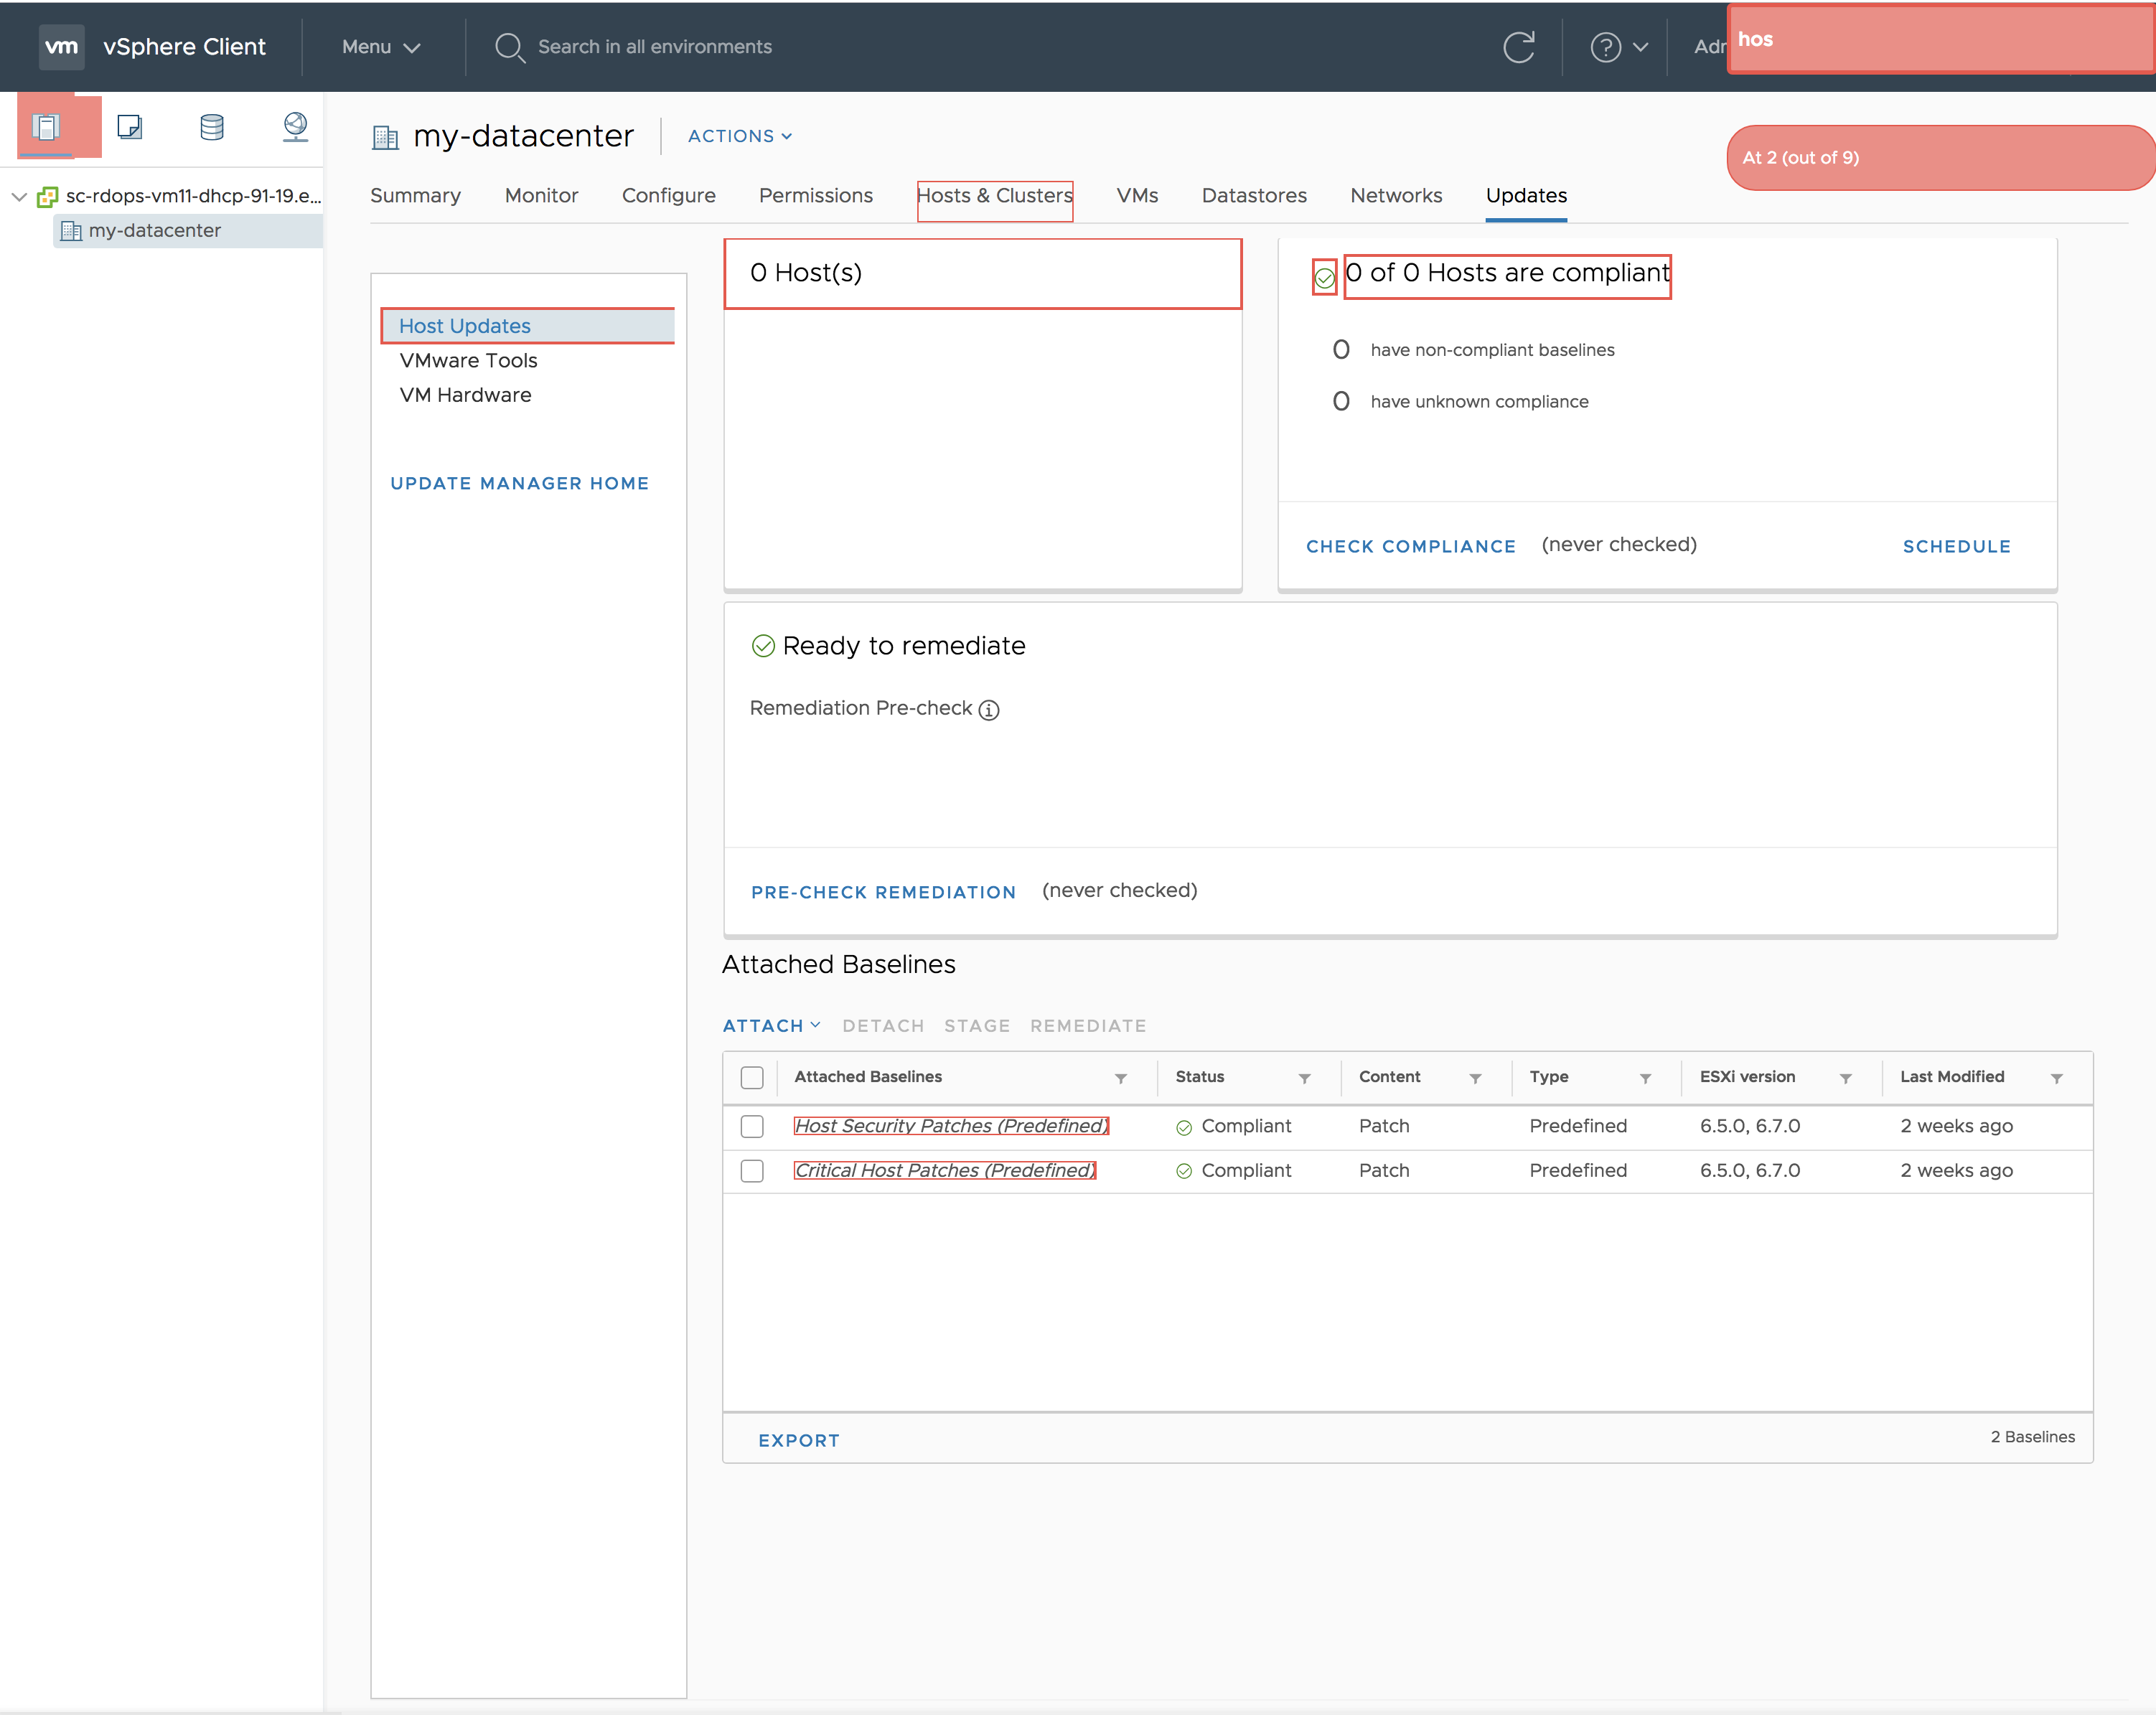 vm vSphere Client Menu Search in all environments Adr hos
At 2 (out of 9)
my-datacenter ACTIONS
sc-rdops-vm11-dhcp-91-19.e...
my-datacenter
Summary Monitor Configure Permissions Hosts & Clusters VMs Datastores Networks Updates
Host Updates
VMware Tools
VM Hardware
UPDATE MANAGER HOME
0 Host(s)
0 of 0 Hosts are compliant
0 have non-compliant baselines
0 have unknown compliance
CHECK COMPLIANCE (never checked) SCHEDULE
Ready to remediate
Remediation Pre-check
PRE-CHECK REMEDIATION (never checked)
Attached Baselines
ATTACH DETACH STAGE REMEDIATE
Attached Baselines Status Content Type ESXi version Last Modified
Host Security Patches (Predefined) Compliant Patch Predefined 6.5.0, 6.7.0 2 weeks ago
Critical Host Patches (Predefined) Compliant Patch Predefined 6.5.0, 6.7.0 2 weeks ago
EXPORT 2 Baselines